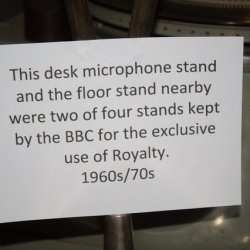 This desk microphone stand
and the floor stand nearby
were two of four stands kept
by the BBC for the exclusive
use of Royalty.
1960s/70s